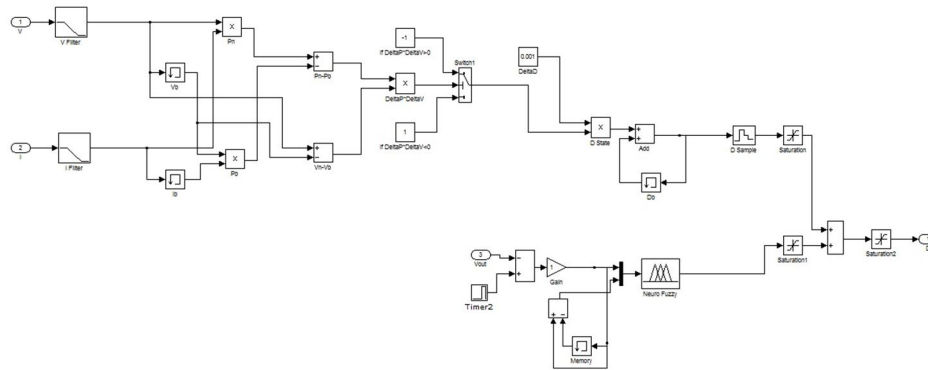 1
V
V Filter
x
Pn
Vb
+
−
Pn-Pb
-1
If DeltaP*DeltaV>0
Switch1
0.001
DeltaD
x
DeltaP*DeltaV
1
If DeltaP*DeltaV<0
2
I
I Filter
Ib
x
Pb
+
−
Vn-Vb
x
D State
+
+
Add
Do
D Sample
Saturation
3
Vout
−
+
Timer2
1
Gain
+ −
Memory
Neuro Fuzzy
Saturation1
+
+
Saturation2